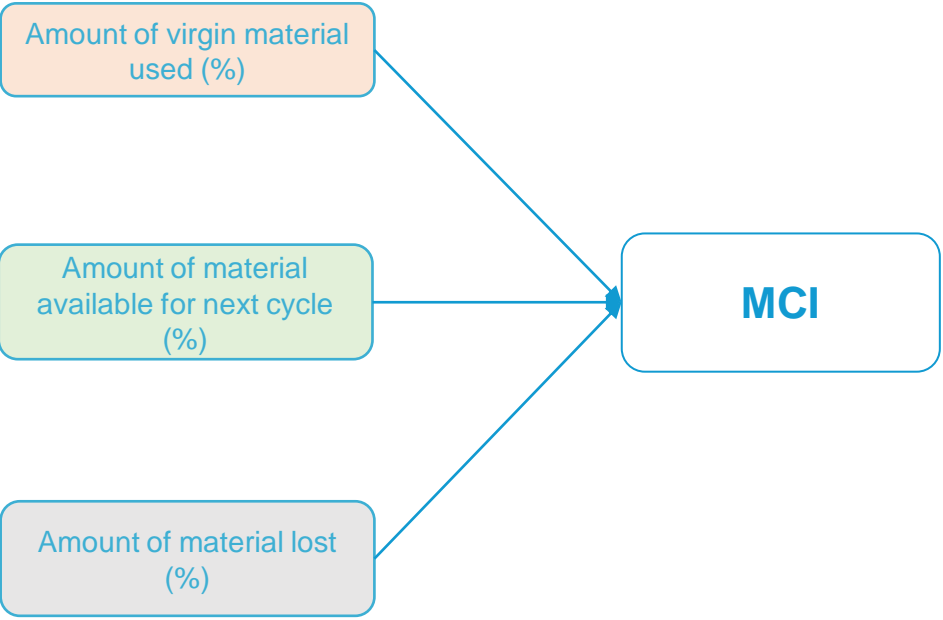 Amount of virgin material
used (%)
Amount of material
available for next cycle
(%)
MCI
Amount of material lost
(%)